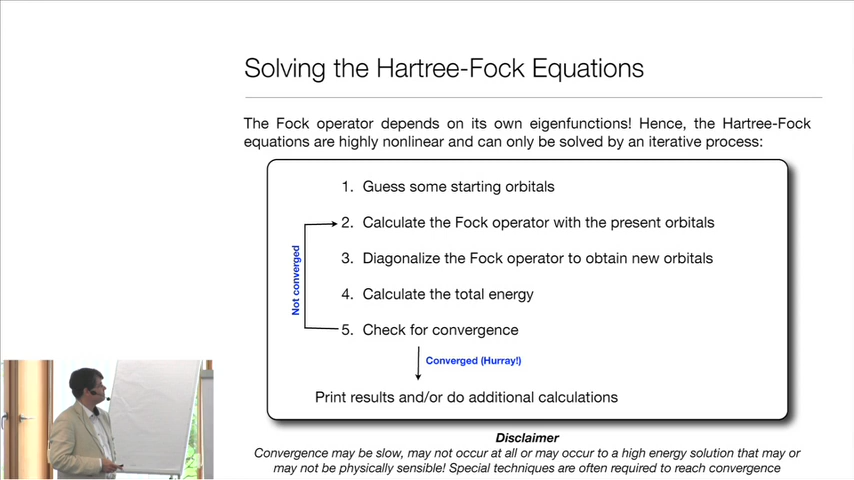 Solving the Hartree-Fock Equations
The Fock operator depends on its own eigenfunctions! Hence, the Hartree-Fock
equations are highly nonlinear and can only be solved by an iterative process:
1. Guess some starting orbitals
2. Calculate the Fock operator with the present orbitals
3. Diagonalize the Fock operator to obtain new orbitals
4. Calculate the total energy
5. Check for convergence
Not converged
Converged (Hurray!)
Print results and/or do additional calculations
Disclaimer
Convergence may be slow, may not occur at all or may occur to a high energy solution that may or
may not be physically sensible! Special techniques are often required to reach convergence